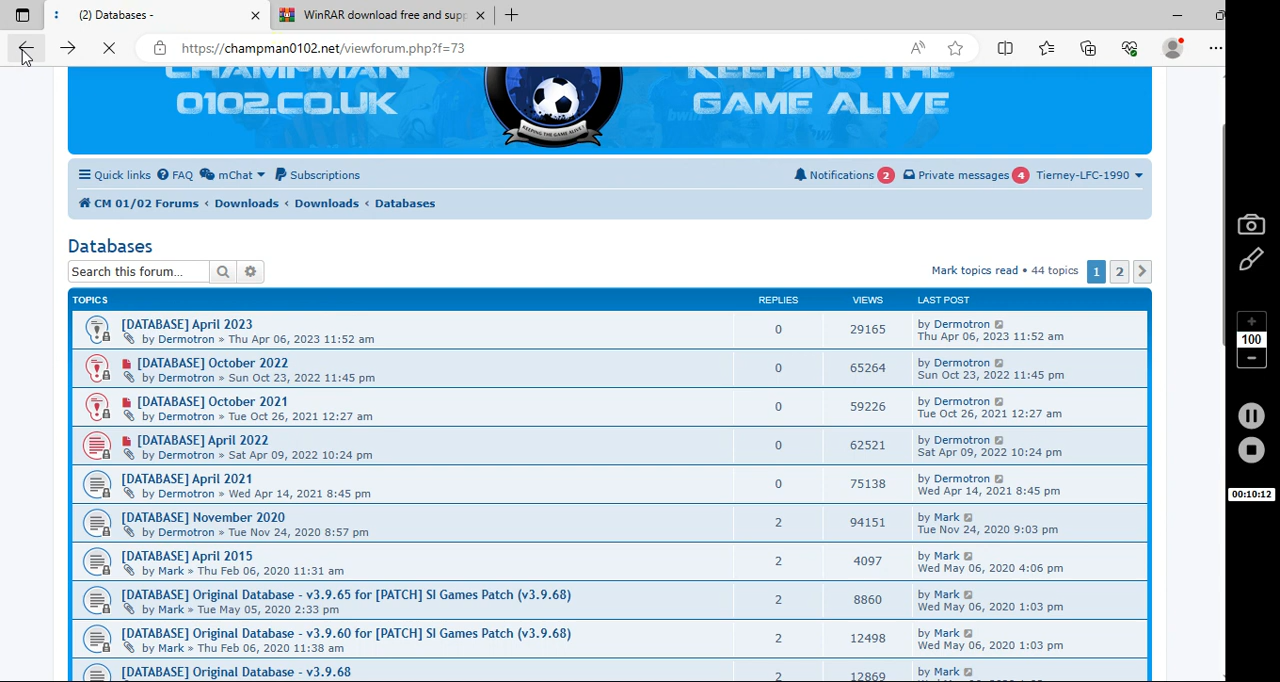 (2) Databases -
WinRAR download free and supp
https://champman0102.net/viewforum.php?f=73
CHAMPMAN
0102.CO.UK
KEEPING THE GAME ALIVE!
KEEPING THE
GAME ALIVE
Quick links FAQ mChat Subscriptions
Notifications 2 Private messages 4 Tierney-LFC-1990
CM 01/02 Forums ‹ Downloads ‹ Downloads ‹ Databases
Databases
Search this forum...
Mark topics read • 44 topics 1 2
TOPICS REPLIES VIEWS LAST POST
[DATABASE] April 2023
by Dermotron » Thu Apr 06, 2023 11:52 am
0 29165
by Dermotron
Thu Apr 06, 2023 11:52 am
[DATABASE] October 2022
by Dermotron » Sun Oct 23, 2022 11:45 pm
0 65264
by Dermotron
Sun Oct 23, 2022 11:45 pm
[DATABASE] October 2021
by Dermotron » Tue Oct 26, 2021 12:27 am
0 59226
by Dermotron
Tue Oct 26, 2021 12:27 am
[DATABASE] April 2022
by Dermotron » Sat Apr 09, 2022 10:24 pm
0 62521
by Dermotron
Sat Apr 09, 2022 10:24 pm
[DATABASE] April 2021
by Dermotron » Wed Apr 14, 2021 8:45 pm
0 75138
by Dermotron
Wed Apr 14, 2021 8:45 pm
[DATABASE] November 2020
by Dermotron » Tue Nov 24, 2020 8:57 pm
2 94151
by Mark
Tue Nov 24, 2020 9:03 pm
[DATABASE] April 2015
by Mark » Thu Feb 06, 2020 11:31 am
2 4097
by Mark
Wed May 06, 2020 4:06 pm
[DATABASE] Original Database - v3.9.65 for [PATCH] SI Games Patch (v3.9.68)
by Mark » Tue May 05, 2020 2:33 pm
2 8860
by Mark
Wed May 06, 2020 1:03 pm
[DATABASE] Original Database - v3.9.60 for [PATCH] SI Games Patch (v3.9.68)
by Mark » Thu Feb 06, 2020 11:38 am
2 12498
by Mark
Wed May 06, 2020 1:03 pm
[DATABASE] Original Database - v3.9.68
2 12869
by Mark
100
00:10:12